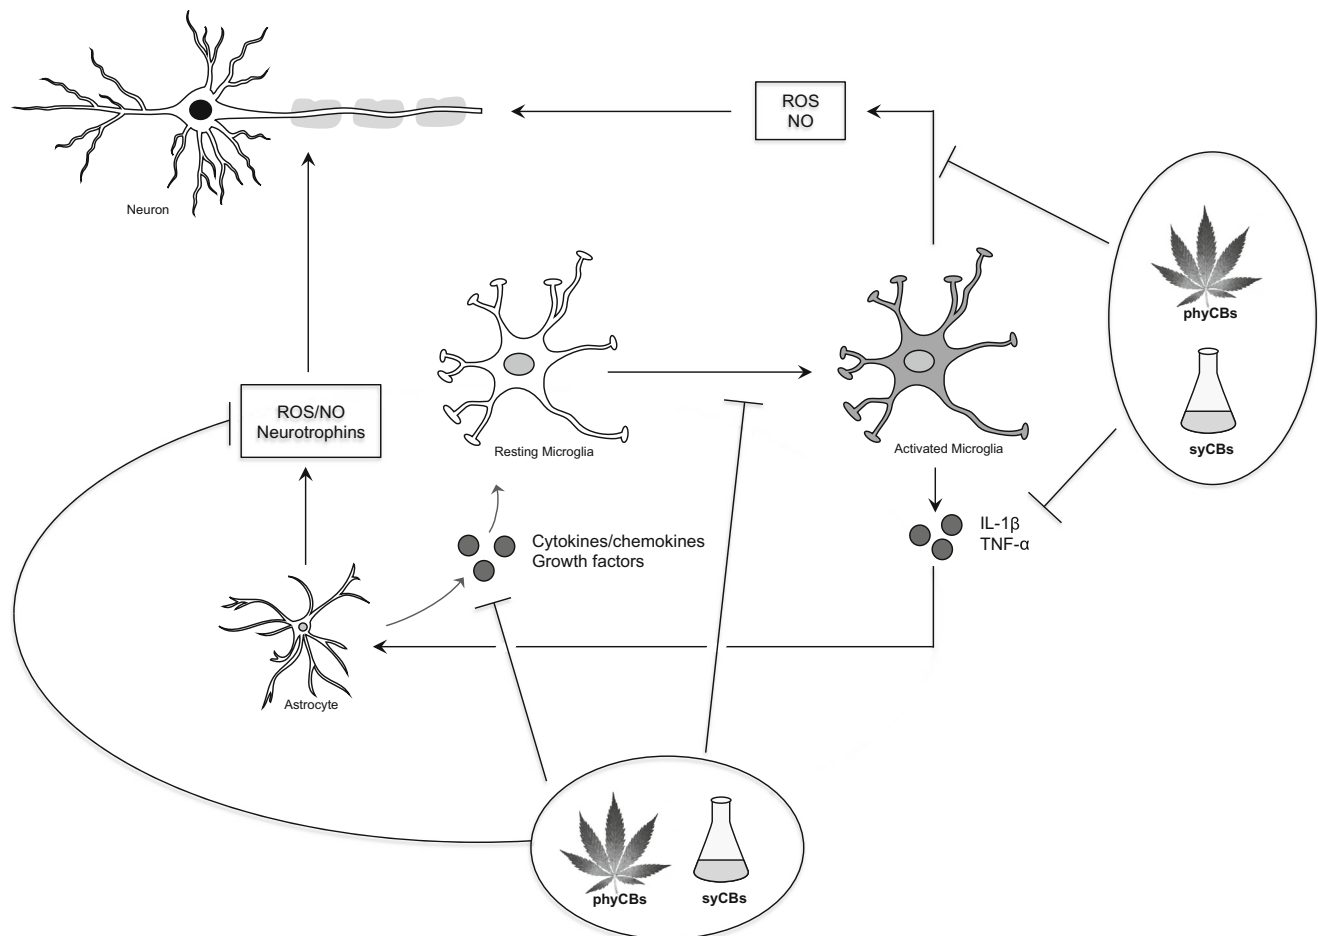 ROS
NO
Neuron
phyCBs
ROS/NO
Neurotrophins
Resting Microglia
Activated Microglia
syCBs
IL-1β
TNF-α
Cytokines/chemokines
Growth factors
Astrocyte
phyCBs
syCBs